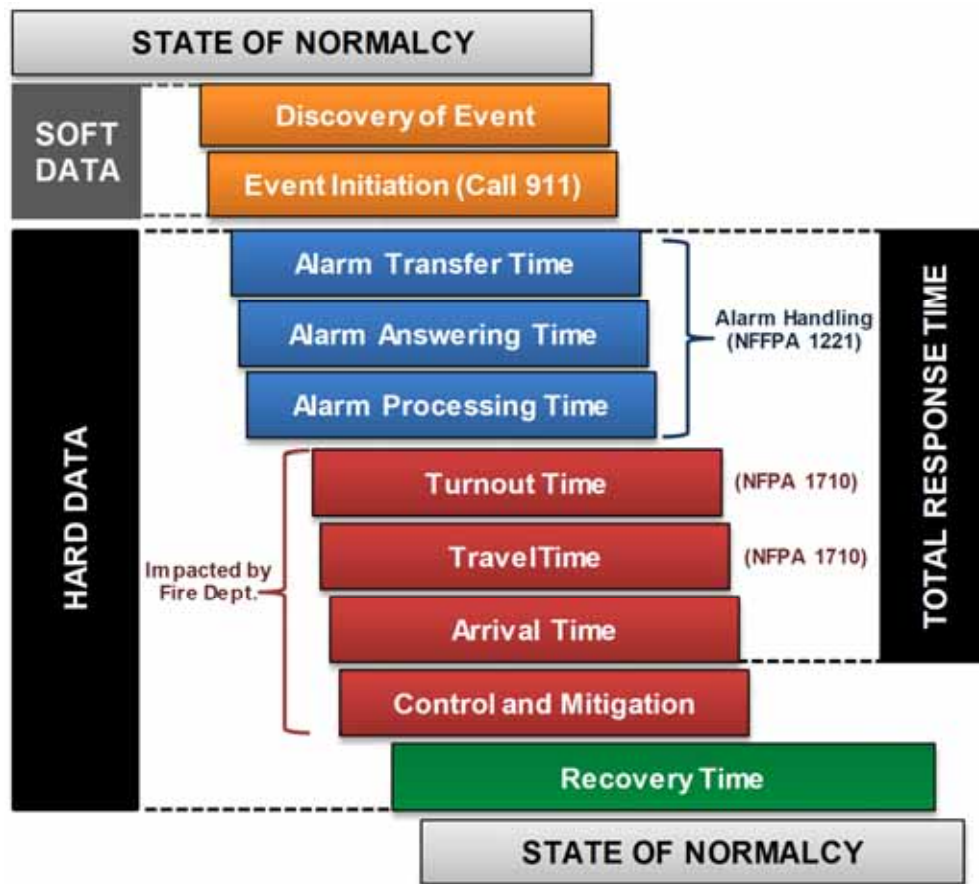 STATE OF NORMALCY
SOFT
DATA
Discovery of Event
Event Initiation (Call 911)
HARD DATA
Alarm Transfer Time
Alarm Answering Time
Alarm Processing Time
Alarm Handling
(NFFPA 1221)
TOTAL RESPONSE TIME
Impacted by
Fire Dept.
Turnout Time
(NFPA 1710)
TravelTime
(NFPA 1710)
Arrival Time
Control and Mitigation
Recovery Time
STATE OF NORMALCY